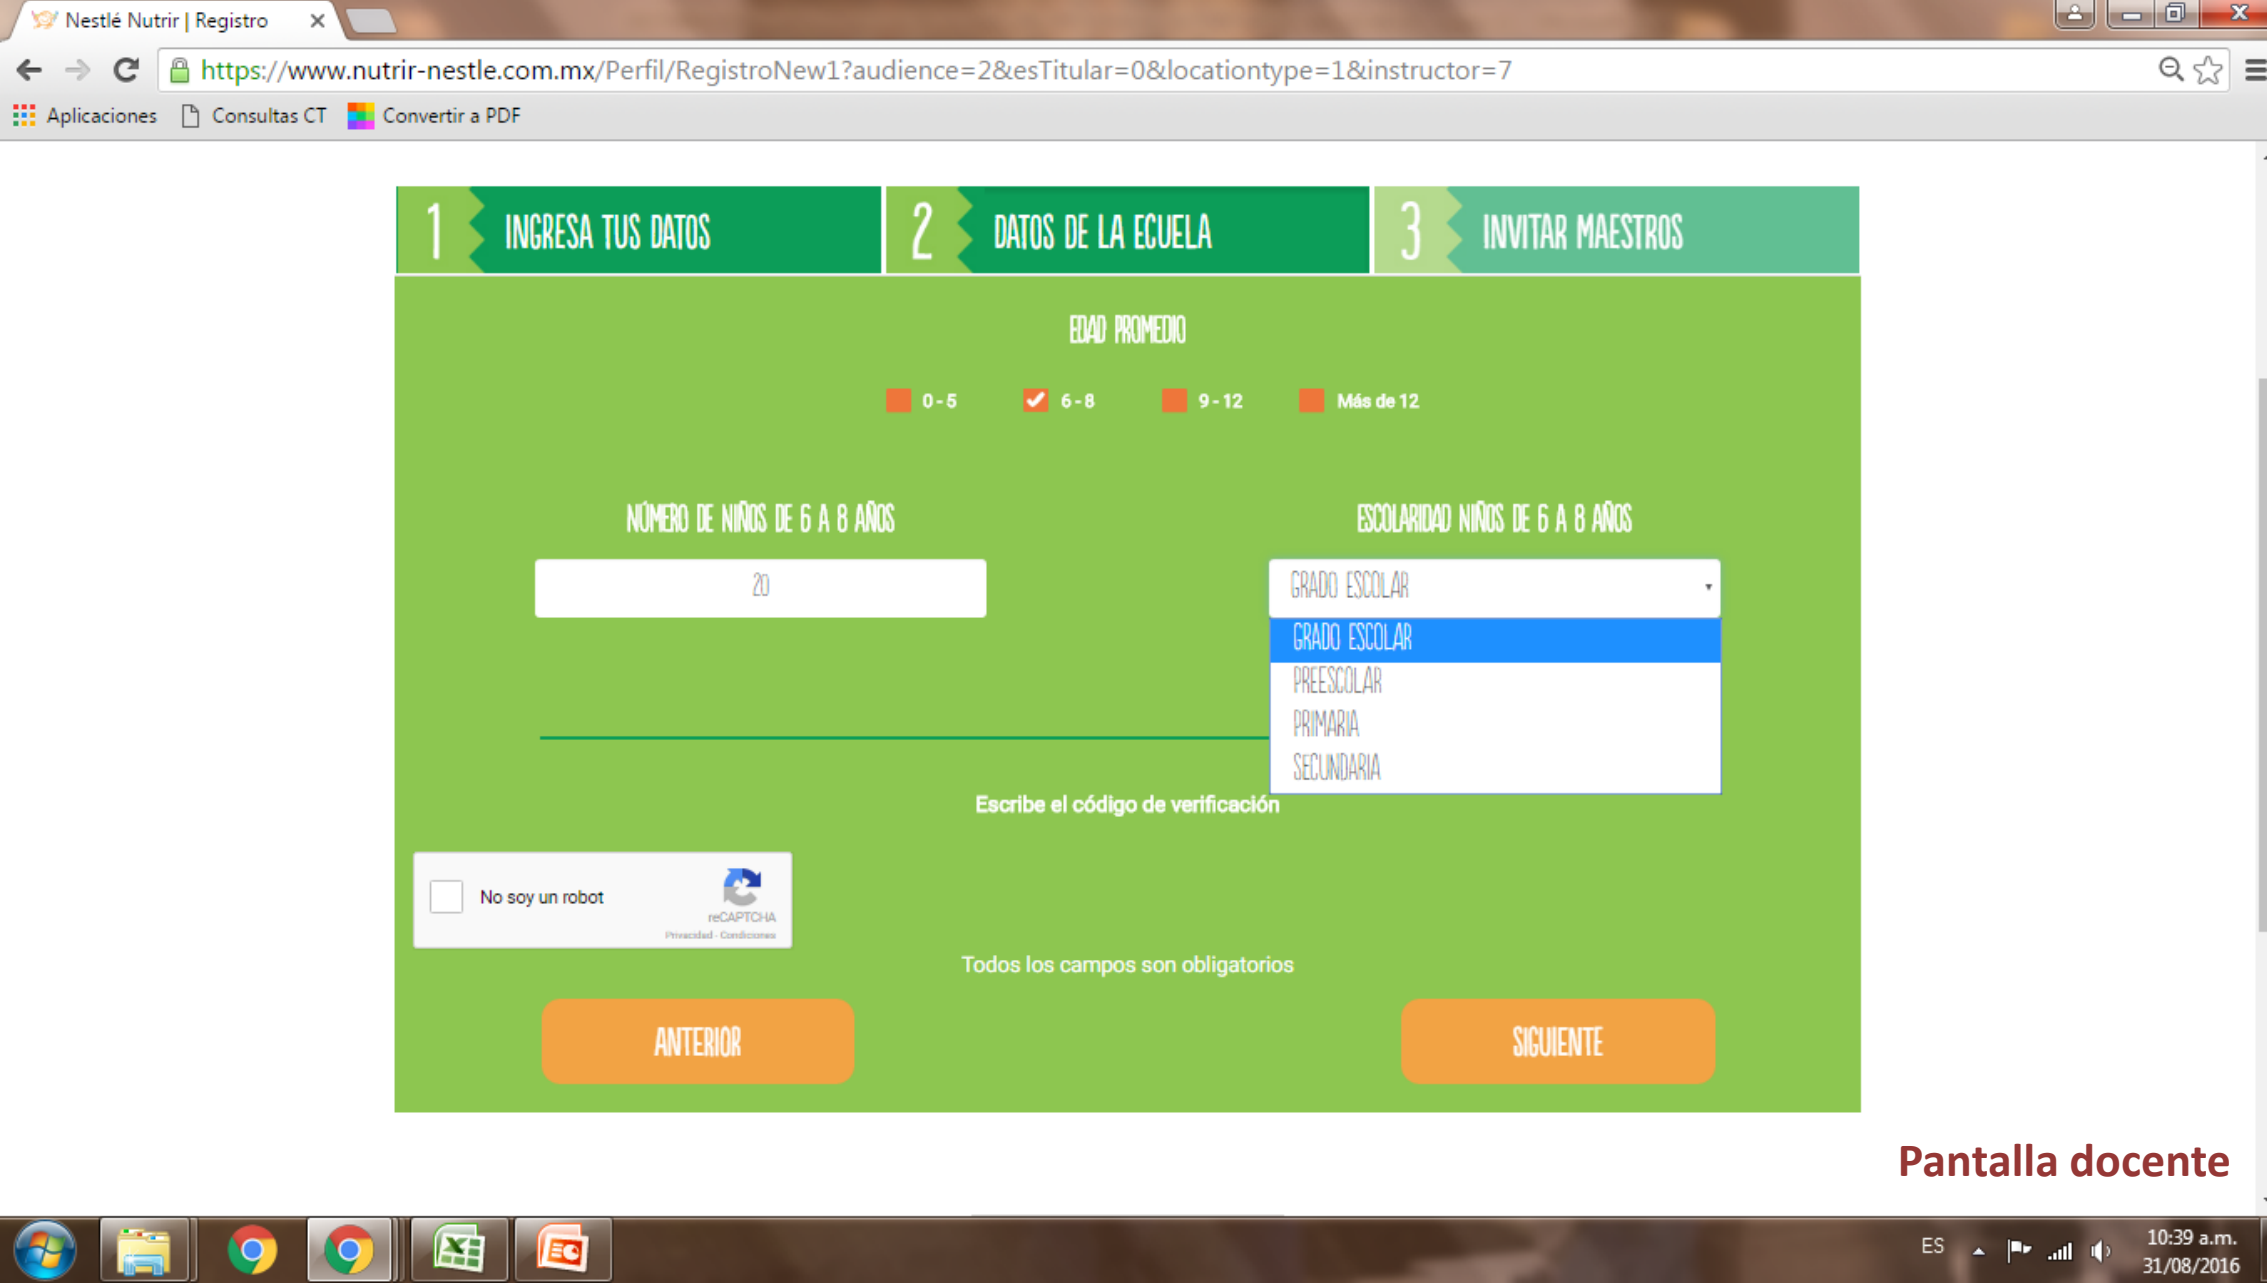 Nestlé Nutrir | Registro
https://www.nutrir-nestle.com.mx/Perfil/RegistroNew1?audience=2&esTitular=0&locationtype=1&instructor=7
Aplicaciones Consultas CT Convertir a PDF
1 INGRESA TUS DATOS 2 DATOS DE LA ECUELA 3 INVITAR MAESTROS
EDAD PROMEDIO
0 - 5 6 - 8 9 - 12 Más de 12
NÚMERO DE NIÑOS DE 6 A 8 AÑOS ESCOLARIDAD NIÑOS DE 6 A 8 AÑOS
20 GRADO ESCOLAR
GRADO ESCOLAR
PREESCOLAR
PRIMARIA
SECUNDARIA
Escribe el código de verificación
No soy un robot
reCAPTCHA
Privacidad - Condiciones
Todos los campos son obligatorios
ANTERIOR SIGUIENTE
Pantalla docente
ES 10:39 a.m.
31/08/2016